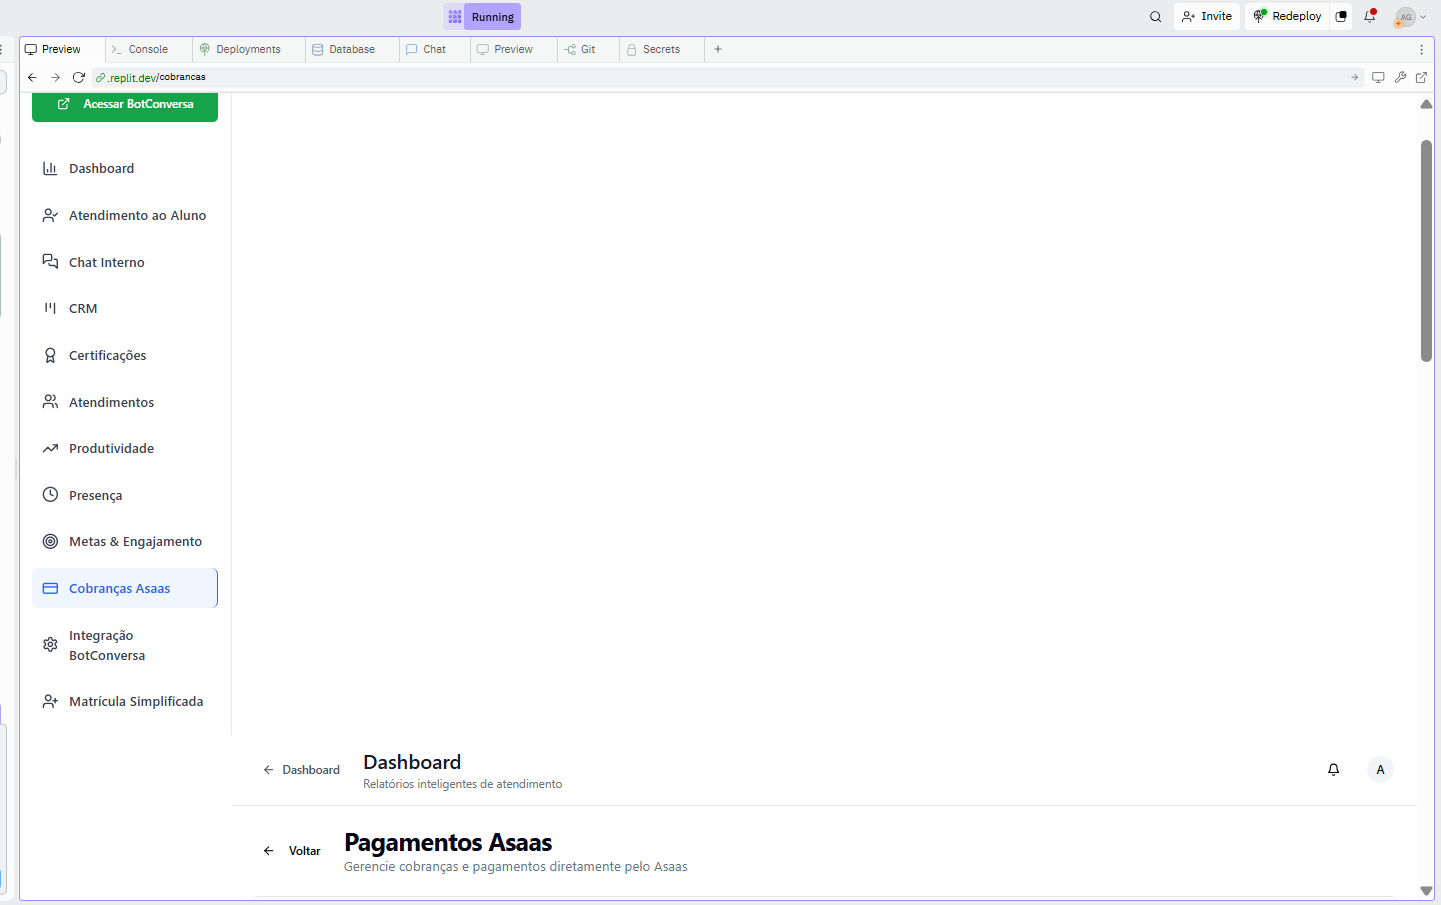 Running
Invite
Redeploy
AG
Preview
Console
Deployments
Database
Chat
Preview
Git
Secrets
.replit.dev/cobrancas
Acessar BotConversa
Dashboard
Atendimento ao Aluno
Chat Interno
CRM
Certificações
Atendimentos
Produtividade
Presença
Metas & Engajamento
Cobranças Asaas
Integração
BotConversa
Matrícula Simplificada
Dashboard
Dashboard
Relatórios inteligentes de atendimento
A
Voltar
Pagamentos Asaas
Gerencie cobranças e pagamentos diretamente pelo Asaas